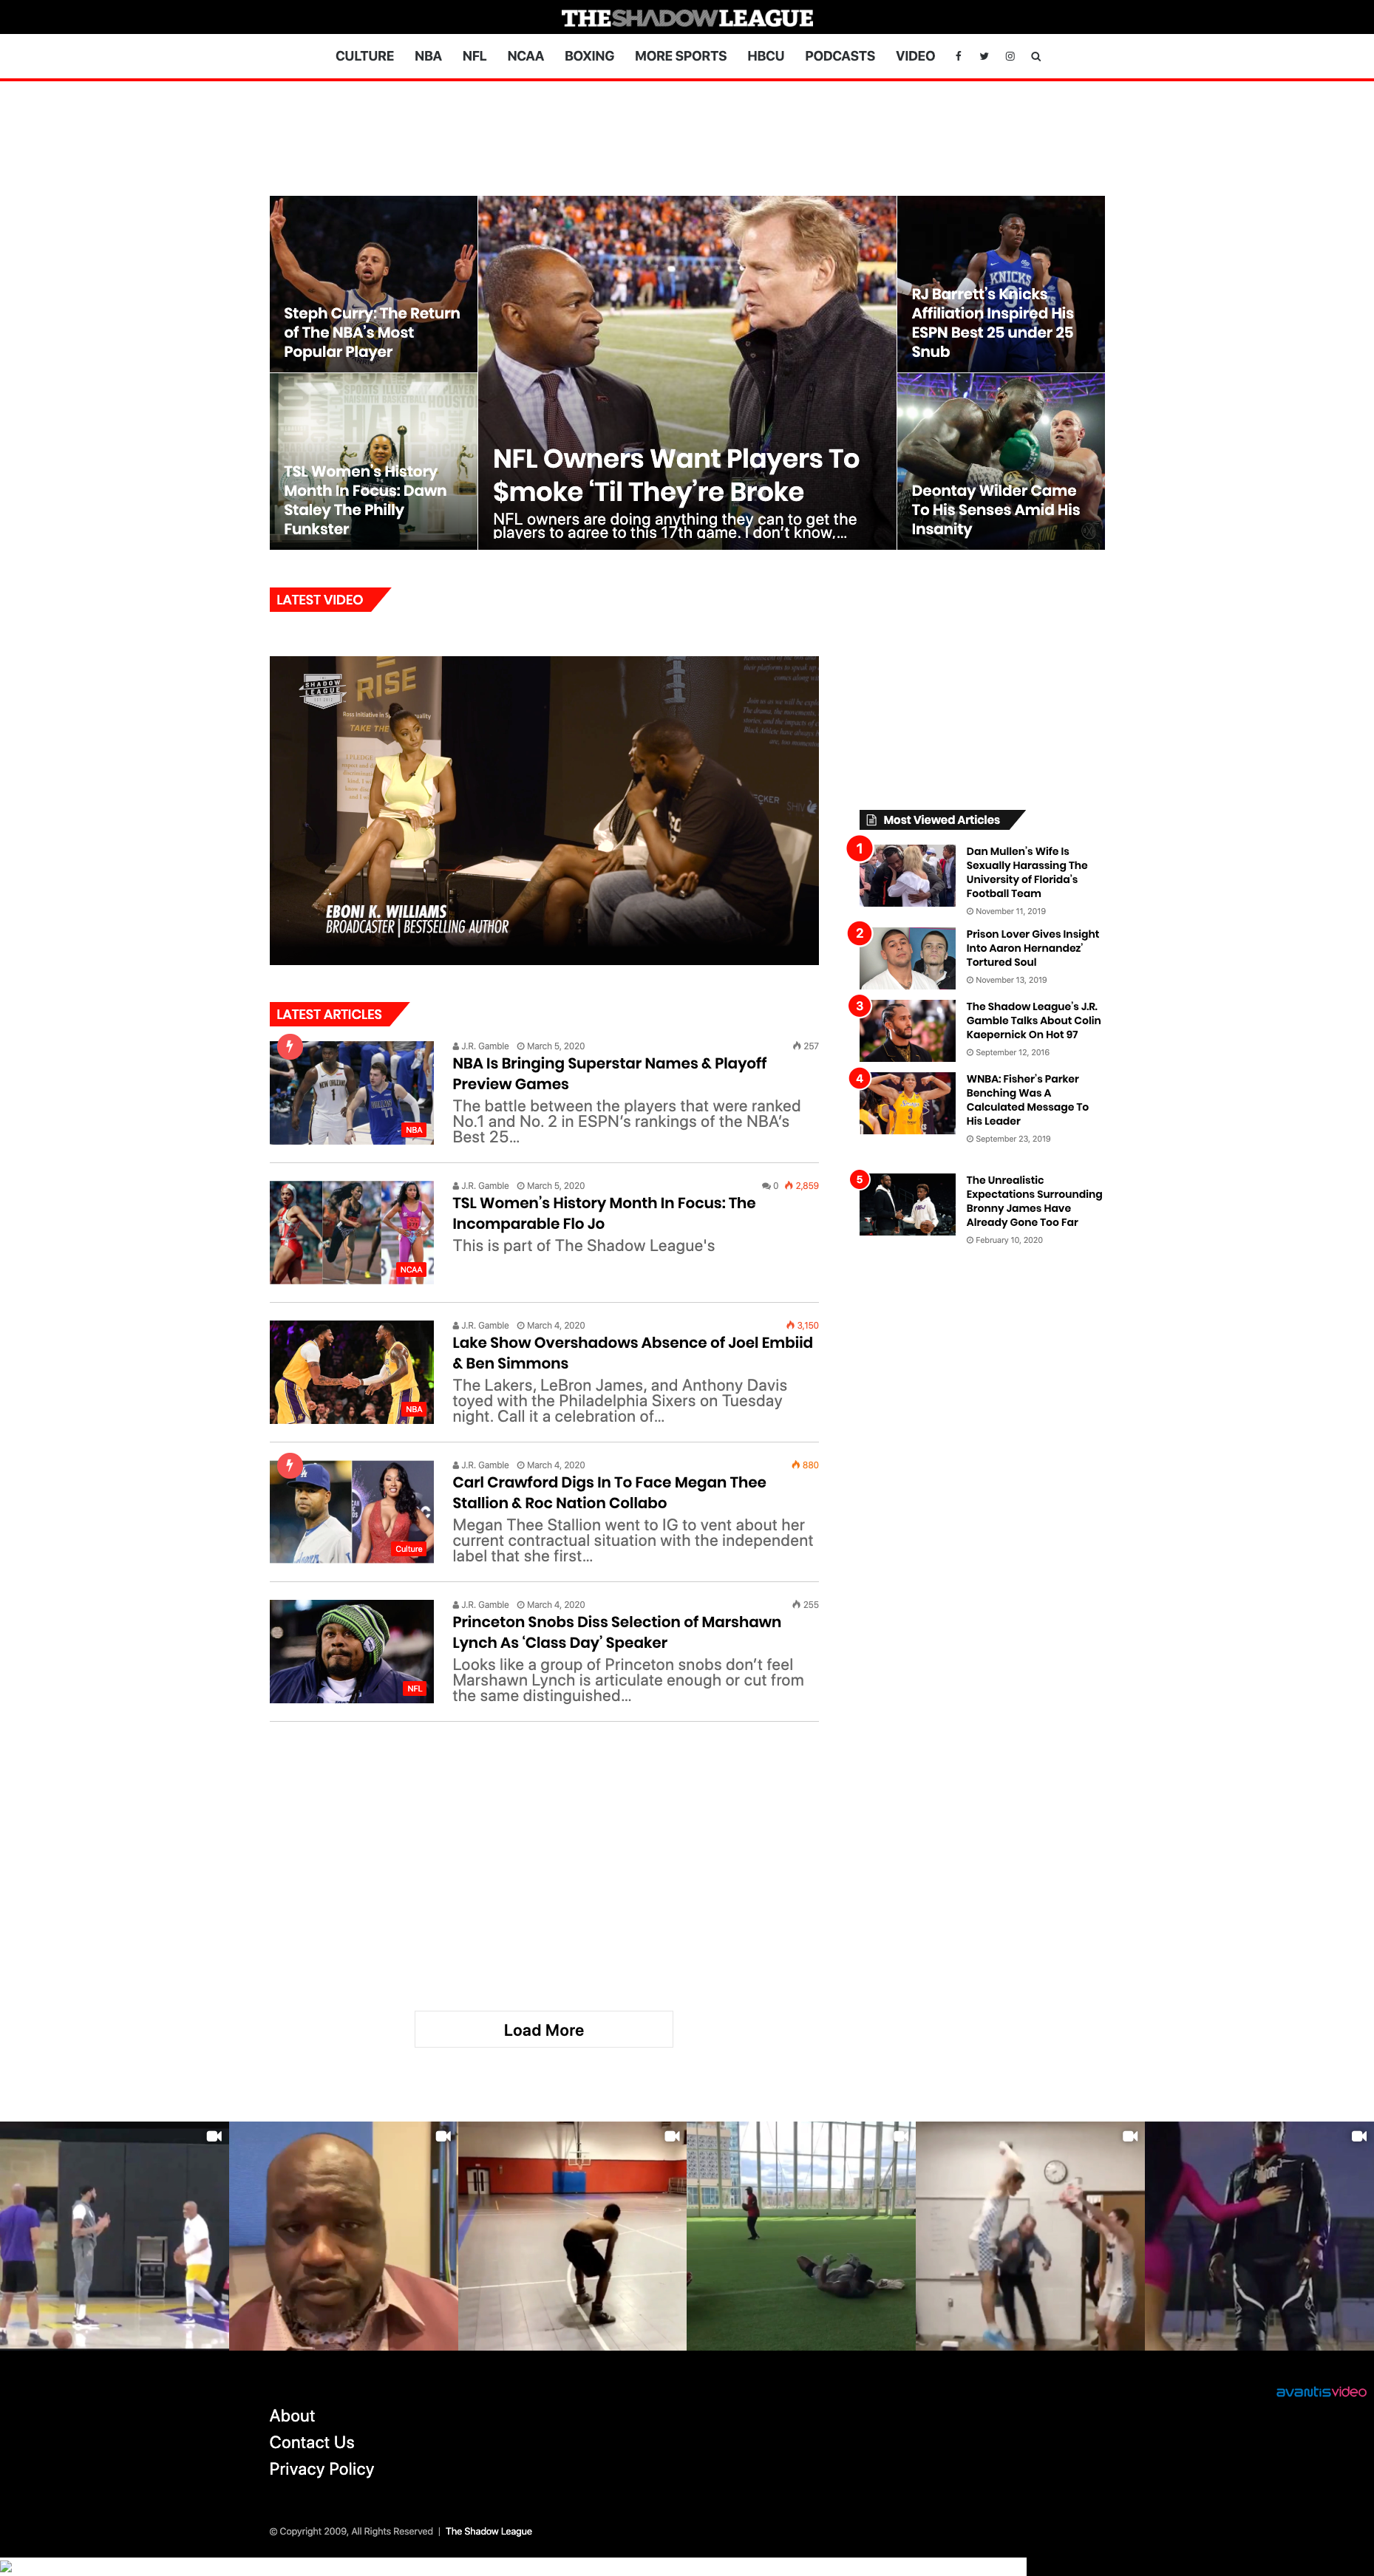 THESHADOWLEAGUE
CULTURE NBA NFL NCAA BOXING MORE SPORTS HBCU PODCASTS VIDEO
Steph Curry: The Return
of The NBA's Most
Popular Player
TSL Women's History
Month In Focus: Dawn
Staley The Philly
Funkster
NFL Owners Want Players To
$moke ‘Til They’re Broke
NFL owners are doing anything they can to get the
players to agree to this 17th game. I don’t know,...
KNICKS
RJ Barrett’s Knicks
Affiliation Inspired His
ESPN Best 25 under 25
Snub
Deontay Wilder Came
To His Senses Amid His
Insanity
LATEST VIDEO
SHADOW
LEAGUE
RISE
EBONI K. WILLIAMS
BROADCASTER | BESTSELLING AUTHOR
LATEST ARTICLES
NBA
J.R. Gamble March 5, 2020 257
NBA Is Bringing Superstar Names & Playoff
Preview Games
The battle between the players that were ranked
No.1 and No. 2 in ESPN’s rankings of the NBA’s
Best 25...
NCAA
J.R. Gamble March 5, 2020 0 2,859
TSL Women’s History Month In Focus: The
Incomparable Flo Jo
This is part of The Shadow League's
NBA
J.R. Gamble March 4, 2020 3,150
Lake Show Overshadows Absence of Joel Embiid
& Ben Simmons
The Lakers, LeBron James, and Anthony Davis
toyed with the Philadelphia Sixers on Tuesday
night. Call it a celebration of...
Culture
J.R. Gamble March 4, 2020 880
Carl Crawford Digs In To Face Megan Thee
Stallion & Roc Nation Collabo
Megan Thee Stallion went to IG to vent about her
current contractual situation with the independent
label that she first...
NFL
J.R. Gamble March 4, 2020 255
Princeton Snobs Diss Selection of Marshawn
Lynch As ‘Class Day’ Speaker
Looks like a group of Princeton snobs don’t feel
Marshawn Lynch is articulate enough or cut from
the same distinguished...
Load More
Most Viewed Articles
1
Dan Mullen’s Wife Is
Sexually Harassing The
University of Florida’s
Football Team
November 11, 2019
2
Prison Lover Gives Insight
Into Aaron Hernandez’
Tortured Soul
November 13, 2019
3
The Shadow League’s J.R.
Gamble Talks About Colin
Kaepernick On Hot 97
September 12, 2016
4
WNBA: Fisher’s Parker
Benching Was A
Calculated Message To
His Leader
September 23, 2019
5
The Unrealistic
Expectations Surrounding
Bronny James Have
Already Gone Too Far
February 10, 2020
avantisvideo
About
Contact Us
Privacy Policy
© Copyright 2009, All Rights Reserved | The Shadow League